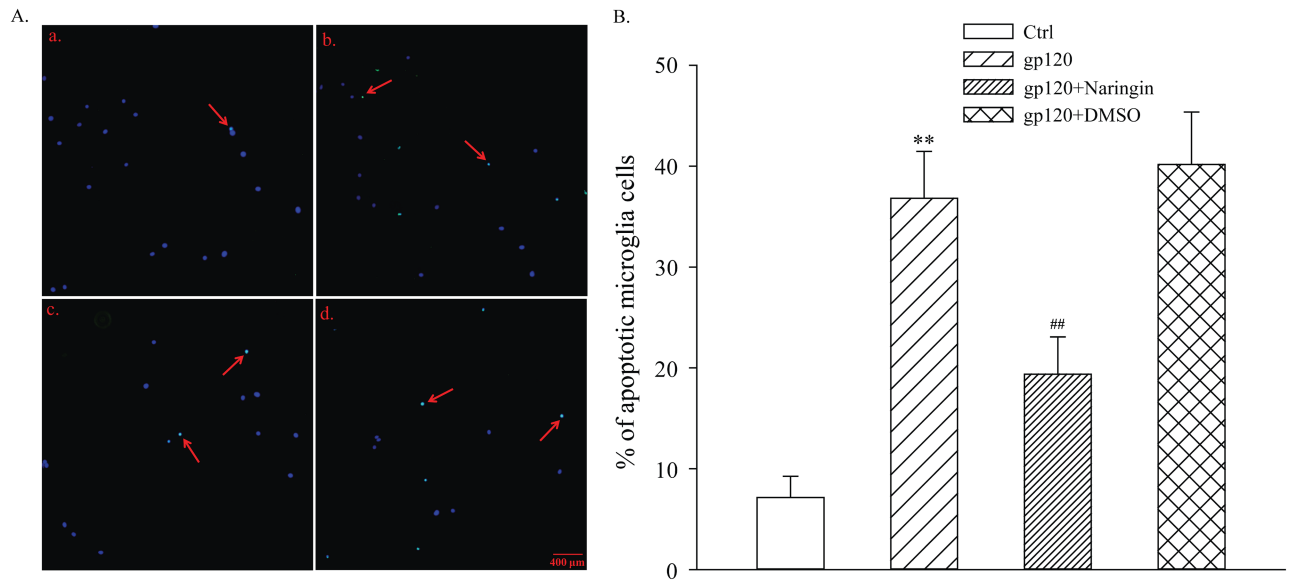 A.
a.
b.
c.
d.
400 µm
B.
Ctrl
gp120
gp120+Naringin
gp120+DMSO
% of apoptotic microglia cells
50
40
30
20
10
0
**
##